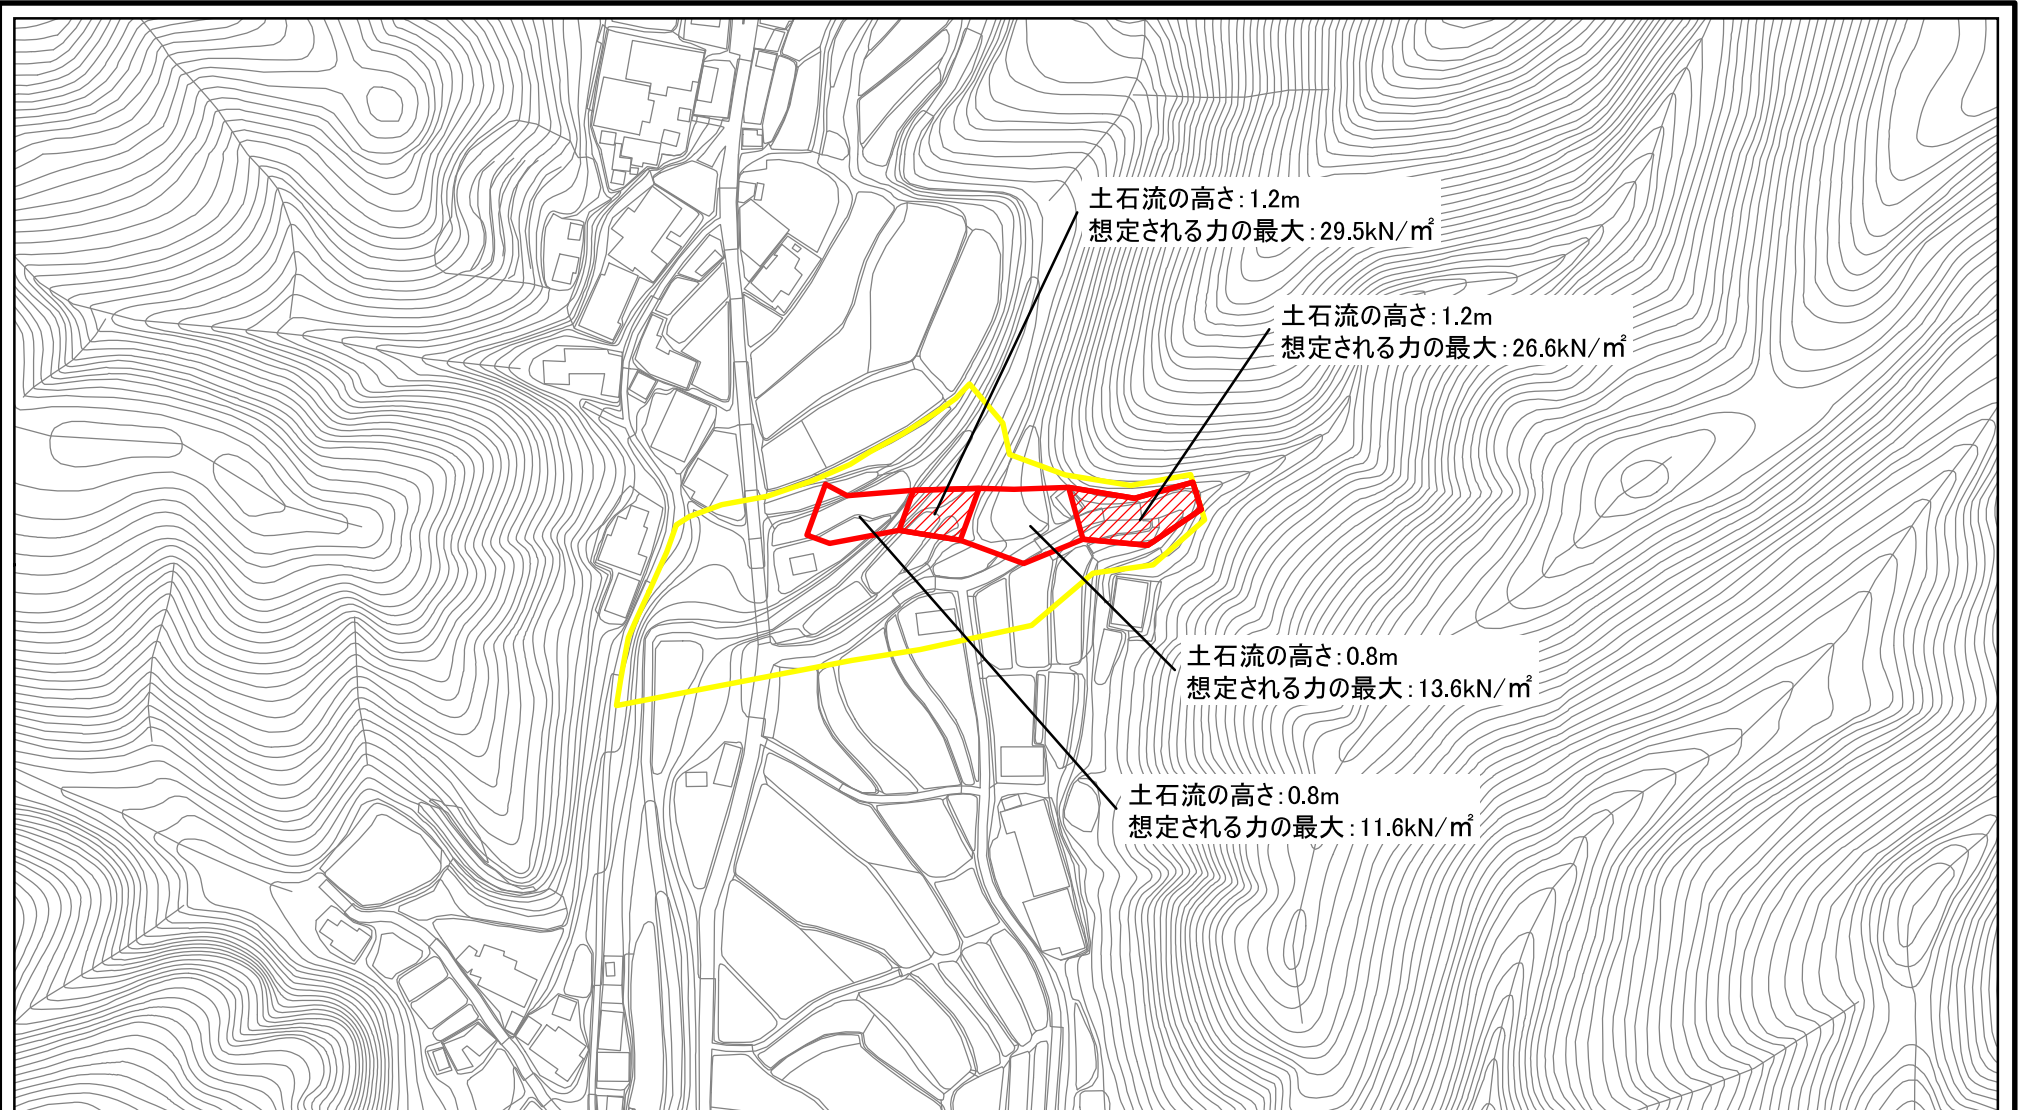 土石流の高さ:1.2m
想定される力の最大:29.5kN/㎡
土石流の高さ:1.2m
想定される力の最大:26.6kN/㎡
土石流の高さ:0.8m
想定される力の最大:13.6kN/㎡
土石流の高さ:0.8m
想定される力の最大:11.6kN/㎡